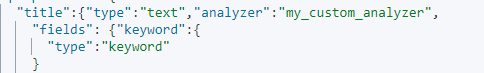 "title":{"type":"text","analyzer":"my_custom_analyzer",
"fields": {"keyword":{
"type":"keyword"
}